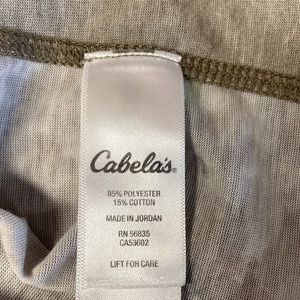 Cabela's®
85% POLYESTER
15% COTTON
MADE IN JORDAN
RN 56835
CA53602
LIFT FOR CARE